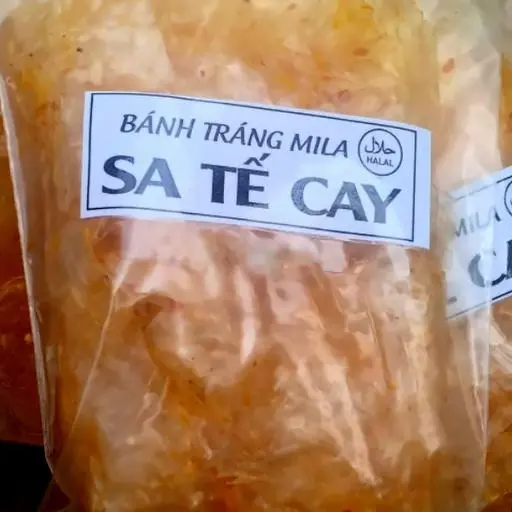 BÁNH TRÁNG MILA
حلال
HALAL
SA TẾ CAY
MILA